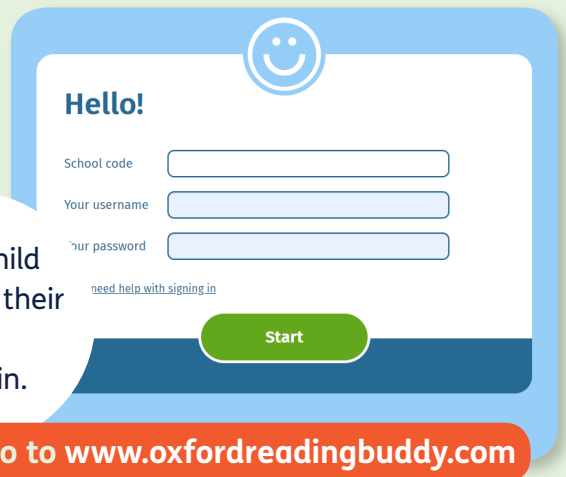 Hello!
School code
Your username
our password
need help with signing in
Start
hild
their
in.
o to www.oxfordreadingbuddy.com